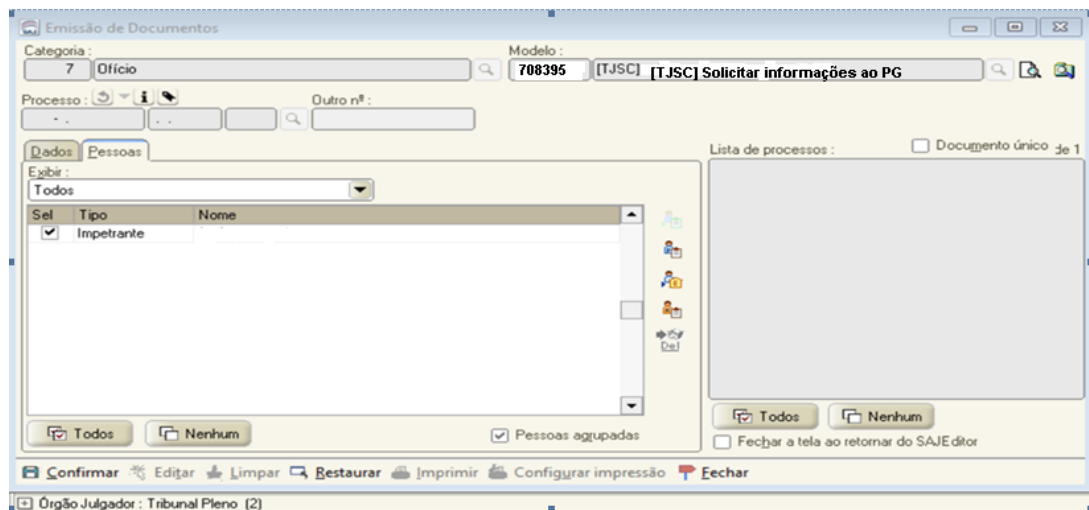 Emissão de Documentos
Categoria : Modelo :
7 Ofício 708395 [TJSC] [TJSC] Solicitar informações ao PG
Processo : Outro nº :
Dados Pessoas Lista de processos : Documento único de 1
Exibir :
Todos
Sel Tipo Nome
Impetrante
Del
Todos Nenhum Pessoas agrupadas Todos Nenhum
Fechar a tela ao retornar do SAJEditor
Confirmar Editar Limpar Restaurar Imprimir Configurar impressão Fechar
Órgão Julgador : Tribunal Pleno (2)